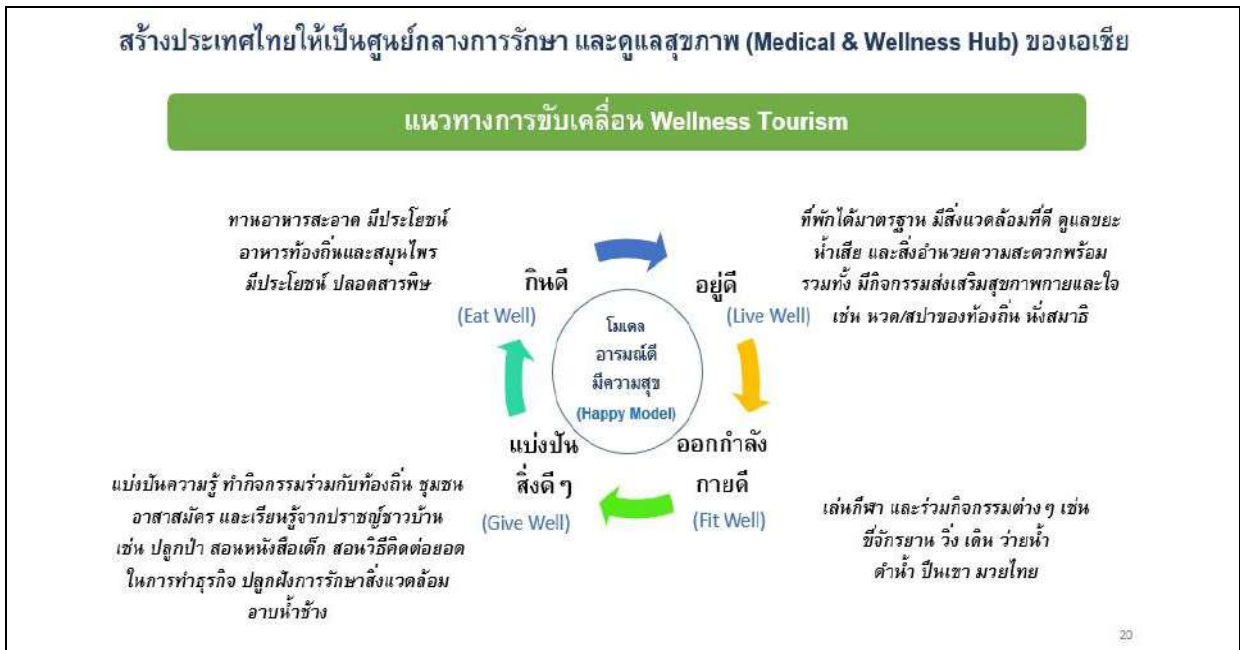 สร้างประเทศไทยให้เป็นศูนย์กลางการรักษา และดูแลสุขภาพ (Medical & Wellness Hub) ของเอเชีย
แนวทางการขับเคลื่อน Wellness Tourism
ทานอาหารสะอาด มีประโยชน์
อาหารท้องถิ่นและสมุนไพร
มีประโยชน์ ปลอดสารพิษ
กินดี
(Eat Well)
ที่พักได้มาตรฐาน มีสิ่งแวดล้อมที่ดี ดูแลขยะ
น้ำเสีย และสิ่งอำนวยความสะดวกพร้อม
รวมทั้ง มีกิจกรรมส่งเสริมสุขภาพกายและใจ
เช่น นวด/สปาของท้องถิ่น นั่งสมาธิ
อยู่ดี
(Live Well)
โมเดล
อารมณ์ดี
มีความสุข
(Happy Model)
แบ่งปัน
สิ่งดีๆ
(Give Well)
ออกกำลัง
กายดี
(Fit Well)
แบ่งปันความรู้ ทำกิจกรรมร่วมกับท้องถิ่น ชุมชน
อาสาสมัคร และเรียนรู้จากปราชญ์ชาวบ้าน
เช่น ปลูกป่า สอนหนังสือเด็ก สอนวิธีคิดต่อยอด
ในการทำธุรกิจ ปลูกฝังการรักษาสิ่งแวดล้อม
อาบน้ำช้าง
เล่นกีฬา และร่วมกิจกรรมต่างๆ เช่น
ขี่จักรยาน วิ่ง เดิน ว่ายน้ำ
ดำน้ำ ปีนเขา มวยไทย
20